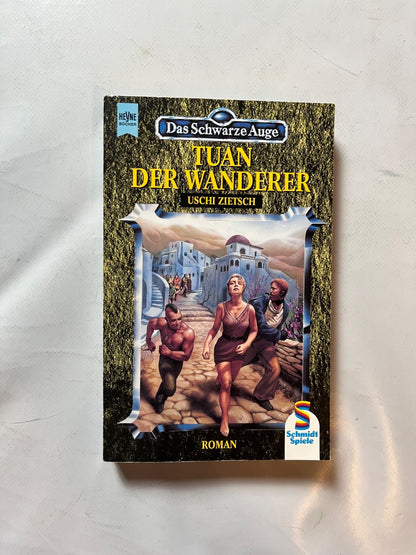 HEYNE
BÜCHER
Das Schwarze Auge
TUAN
DER WANDERER
USCHI ZIETSCH
Schmidt
Spiele
ROMAN